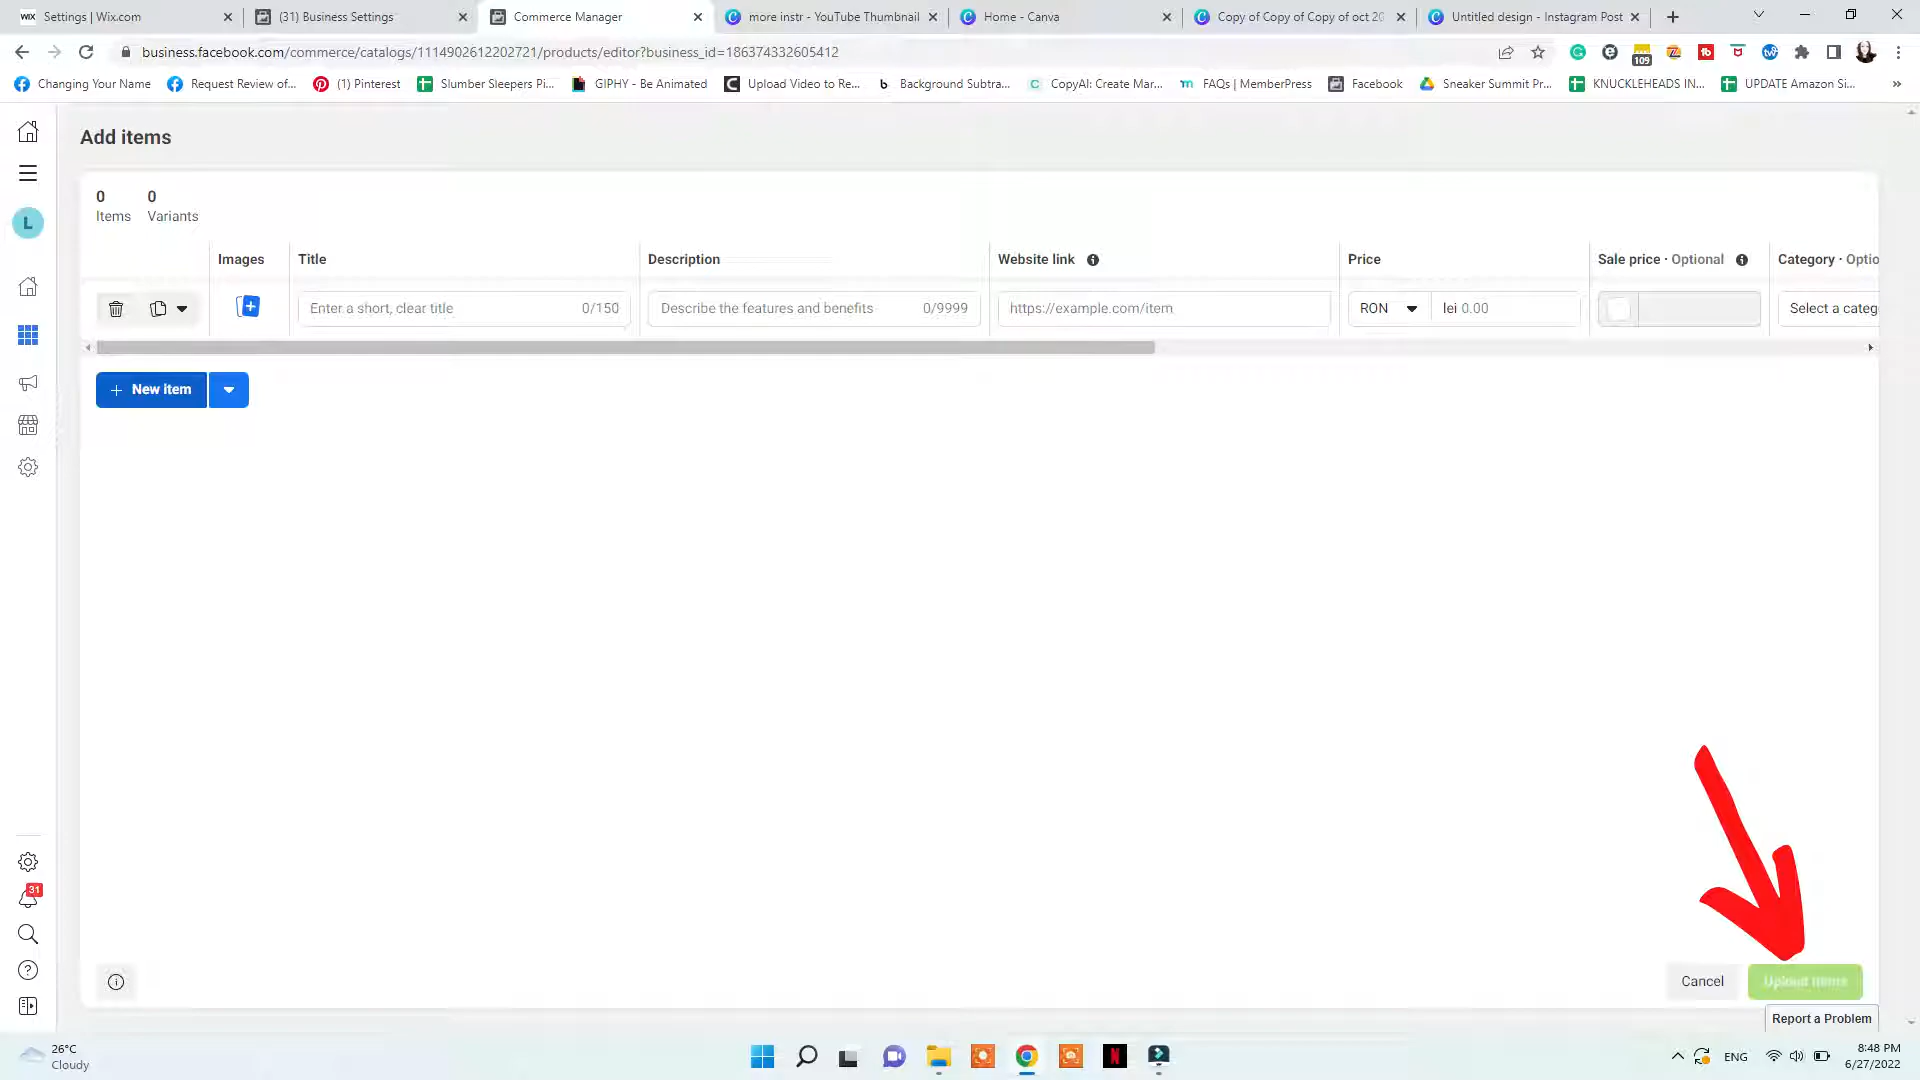 WIX Settings | Wix.com
(31) Business Settings
Commerce Manager
more instr - YouTube Thumbnail
Home - Canva
Copy of Copy of Copy of oct 20
Untitled design - Instagram Post
business.facebook.com/commerce/catalogs/1114902612202721/products/editor?business_id=186374332605412
109
Changing Your Name
Request Review of...
(1) Pinterest
Slumber Sleepers Pi...
GIPHY - Be Animated
Upload Video to Re...
Background Subtra...
CopyAI: Create Mar...
FAQs | MemberPress
Facebook
Sneaker Summit Pr...
KNUCKLEHEADS IN...
UPDATE Amazon Si...
Add items
L
0 0
Items Variants
Images Title Description Website link Price Sale price · Optional Category · Optio
Enter a short, clear title 0/150 Describe the features and benefits 0/9999 https://example.com/item RON lei 0.00 Select a categ
+ New item
31
Cancel Upload items
Report a Problem
26°C
Cloudy
ENG
8:48 PM
6/27/2022